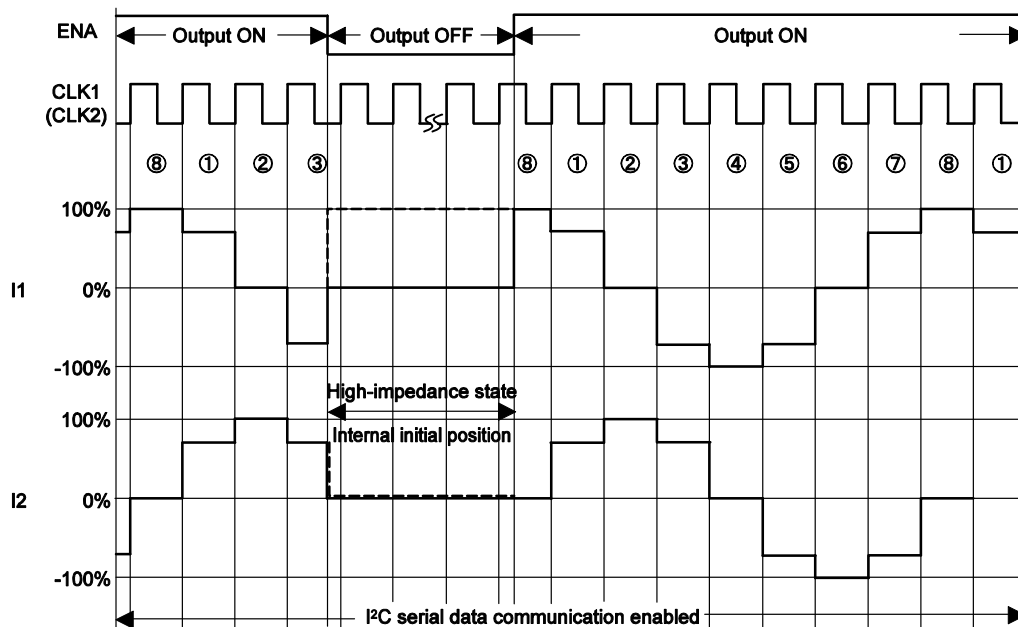 ENA
Output ON
Output OFF
Output ON
CLK1
(CLK2)
⑧ ① ② ③ ⑧ ① ② ③ ④ ⑤ ⑥ ⑦ ⑧ ①
100%
I1 0%
-100%
High-impedance state
100%
Internal initial position
I2 0%
-100%
I²C serial data communication enabled